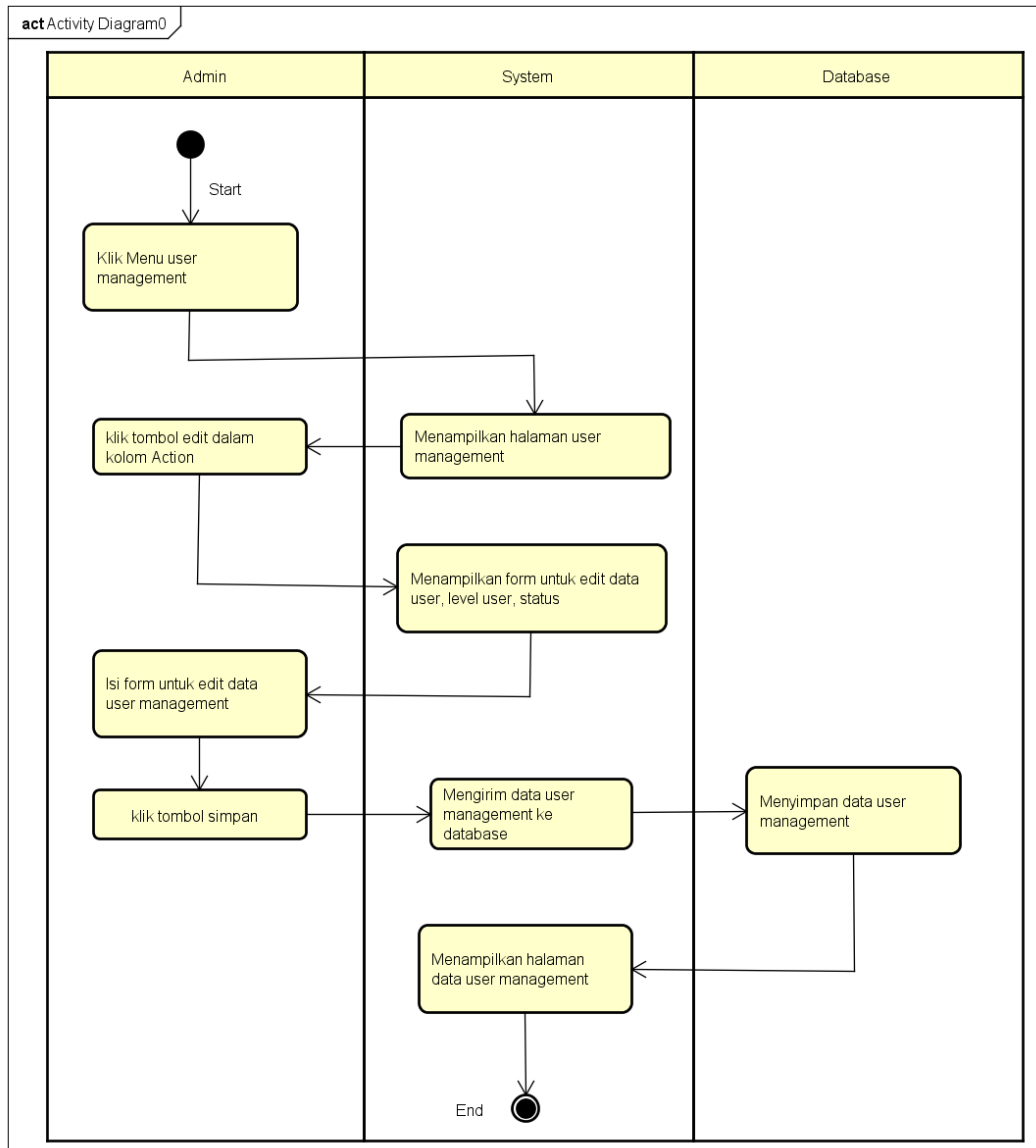 act Activity Diagram0
Admin
System
Database
Start
Klik Menu user
management
klik tombol edit dalam
kolom Action
Menampilkan halaman user
management
Menampilkan form untuk edit data
user, level user, status
Isi form untuk edit data
user management
klik tombol simpan
Mengirim data user
management ke
database
Menyimpan data user
management
Menampilkan halaman
data user management
End